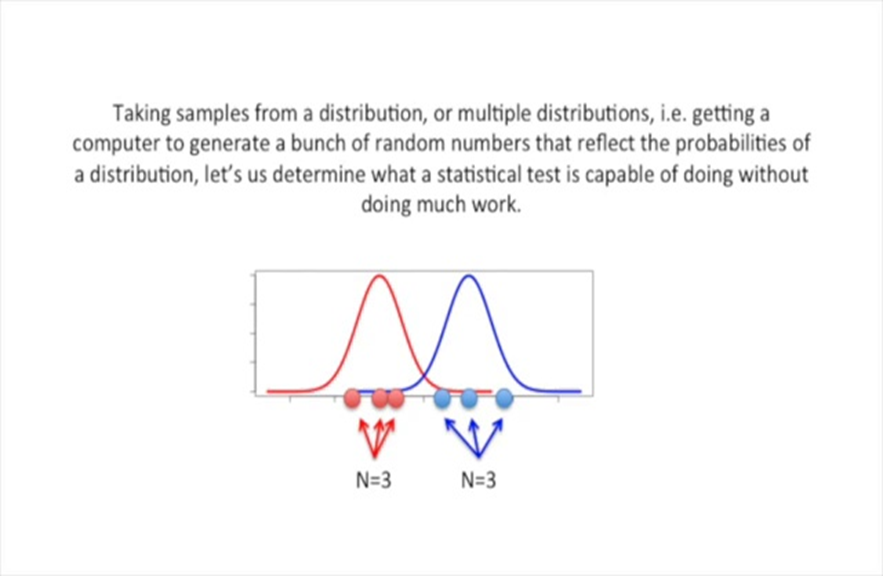 Taking samples from a distribution, or multiple distributions, i.e. getting a
computer to generate a bunch of random numbers that reflect the probabilities of
a distribution, let's us determine what a statistical test is capable of doing without
doing much work.
N=3
N=3